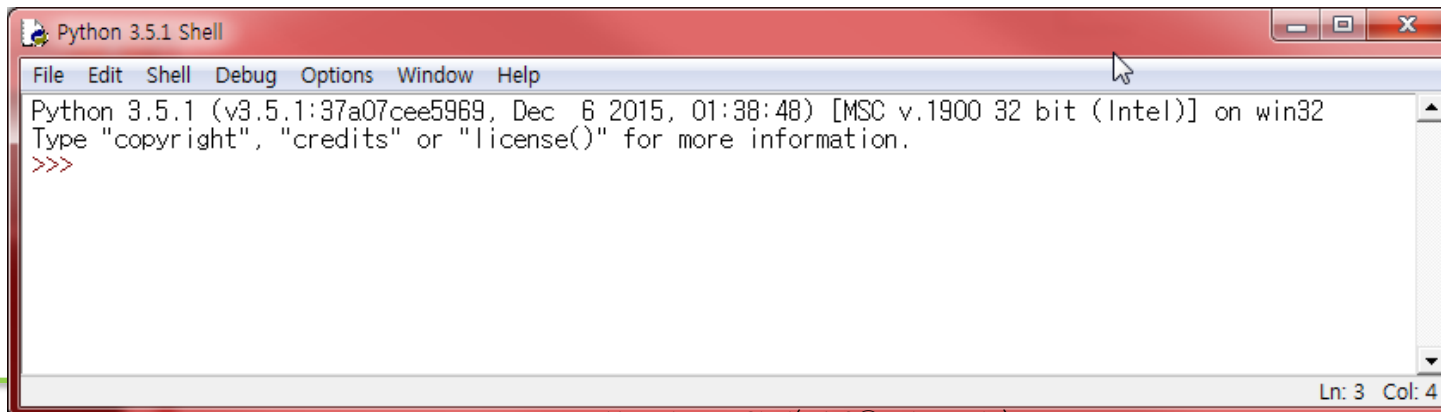 Python 3.5.1 Shell
File Edit Shell Debug Options Window Help
Python 3.5.1 (v3.5.1:37a07cee5969, Dec  6 2015, 01:38:48) [MSC v.1900 32 bit (Intel)] on win32
Type "copyright", "credits" or "license()" for more information.
>>>
Ln: 3 Col: 4